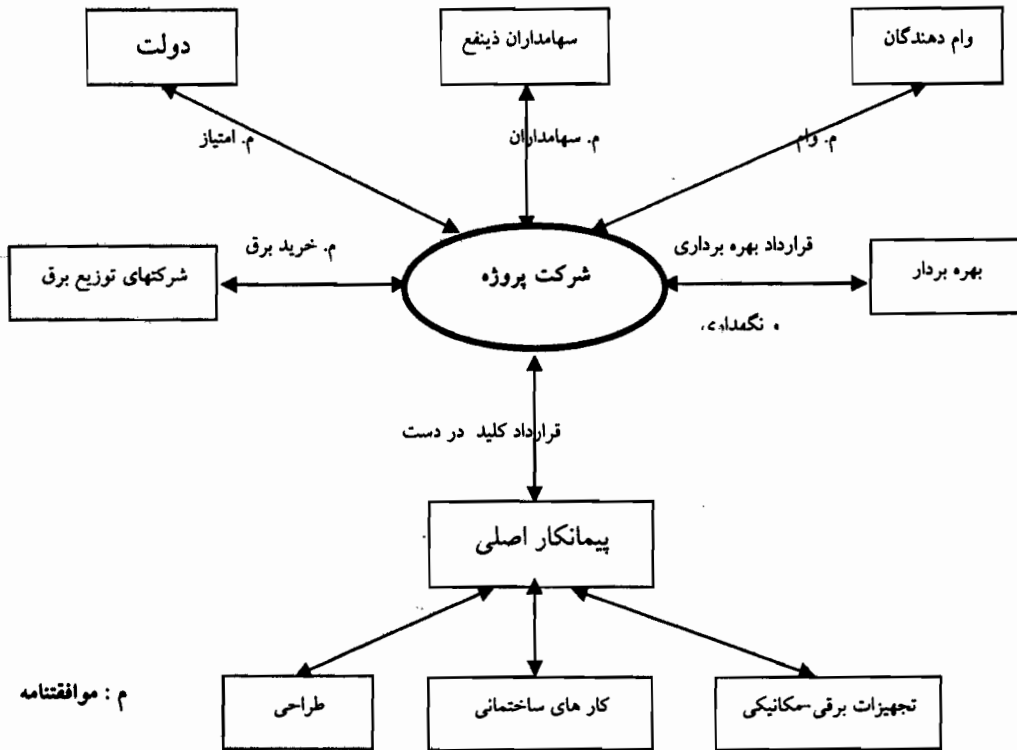 وام دهندگان
سهامداران ذینفع
دولت
م. وام
م. سهامداران
م. امتیاز
بهره بردار
قرارداد بهره برداری
و نگهداری
شرکت پروژه
م. خرید برق
شرکتهای توزیع برق
قرارداد کلید در دست
پیمانکار اصلی
تجهیزات برقی-مکانیکی
کار های ساختمانی
طراحی
م : موافقتنامه